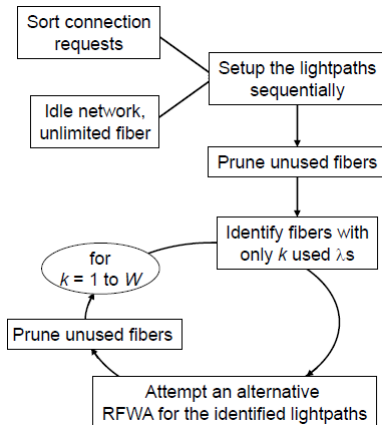 Sort connection
requests
Setup the lightpaths
sequentially
Idle network,
unlimited fiber
Prune unused fibers
Identify fibers with
only k used λs
for
k = 1 to W
Prune unused fibers
Attempt an alternative
RFWA for the identified lightpaths